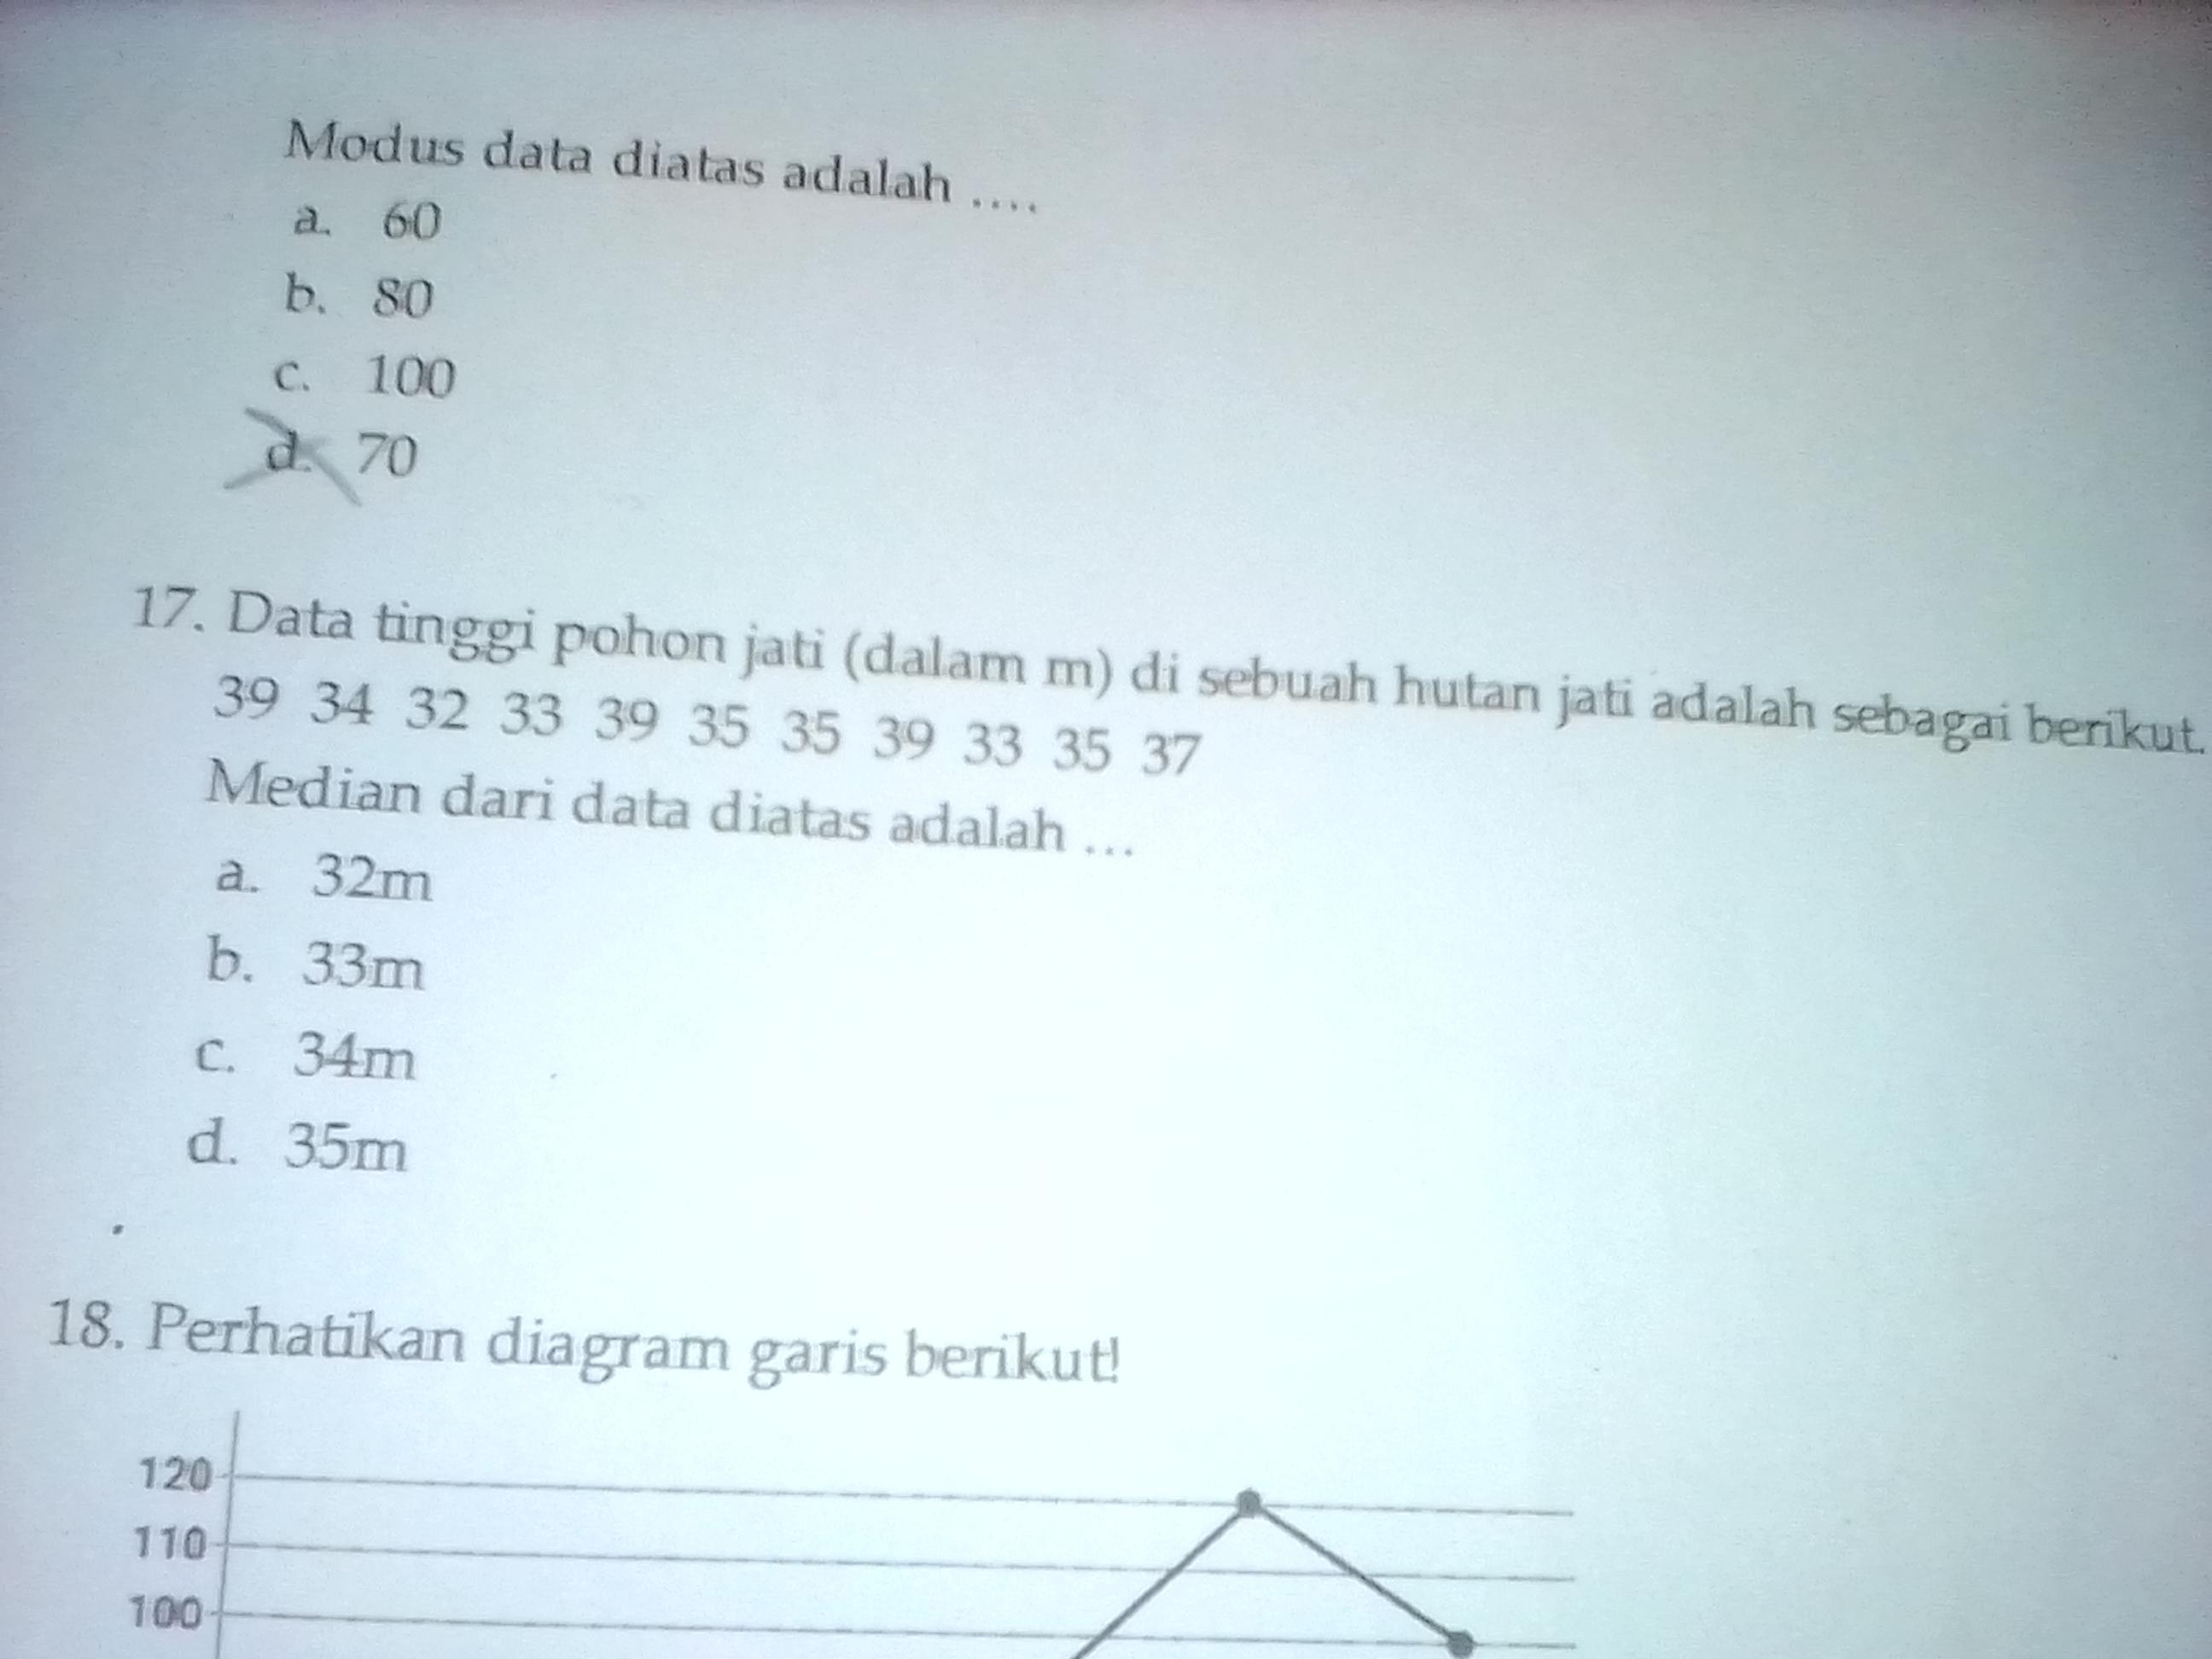 Modus data diatas adalah ....
a. 60
b. 80
c. 100
d. 70
17. Data tinggi pohon jati (dalam m) di sebuah hutan jati adalah sebagai berikut.
39 34 32 33 39 35 35 39 33 35 37
Median dari data diatas adalah ...
a. 32m
b. 33m
c. 34m
d. 35m
18. Perhatikan diagram garis berikut!
120
110
100